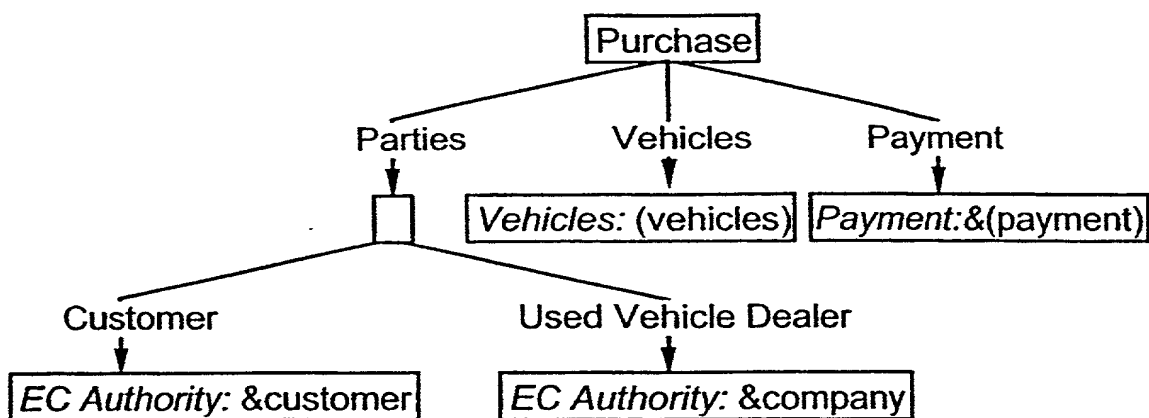 Purchase
Parties Vehicles Payment
Vehicles: (vehicles) Payment:&(payment)
Customer Used Vehicle Dealer
EC Authority: &customer EC Authority: &company